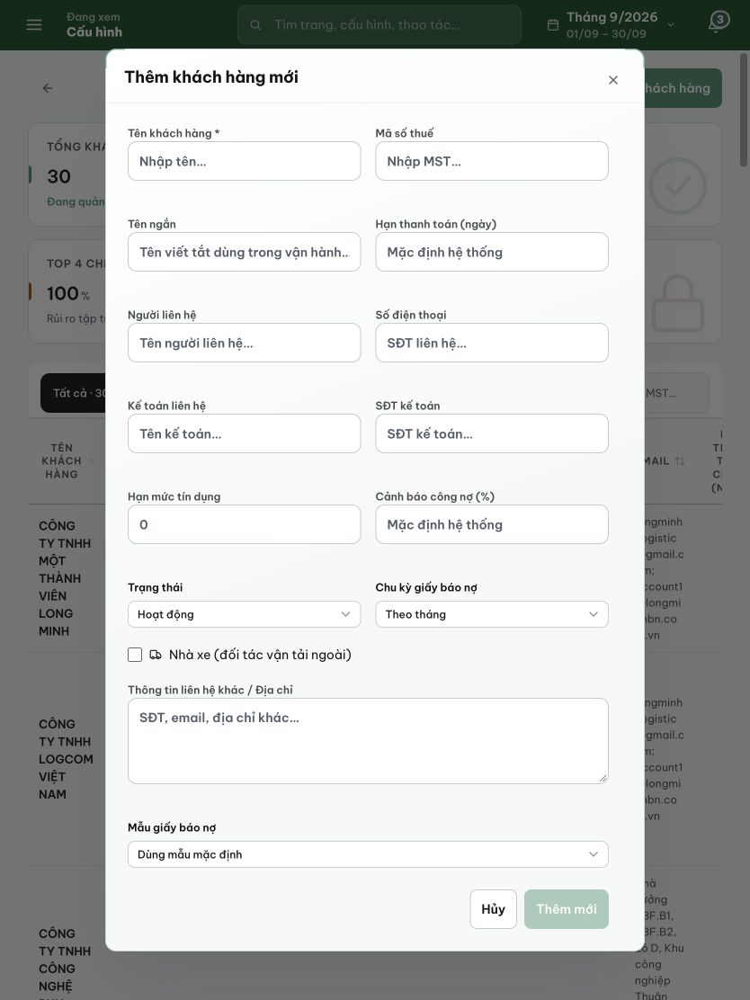 Đang xem
Cấu hình
Tìm trang, cấu hình, thao tác...
Tháng 9/2026
01/09 – 30/09
3
Thêm khách hàng mới
hách hàng
TỔNG
30
Đang quản
TOP 4
100%
Rủi ro tập
Tất cả · 30
MST...
TÊN
KHÁCH
HÀNG
CÔNG
TY TNHH
MỘT
THÀNH
VIÊN
LONG
MINH
CÔNG
TY TNHH
LOGCOM
VIỆT
NAM
CÔNG
TY TNHH
CÔNG
NGHỆ
Tên khách hàng *
Mã số thuế
Nhập tên...
Nhập MST...
Tên ngắn
Hạn thanh toán (ngày)
Tên viết tắt dùng trong vận hành...
Mặc định hệ thống
Người liên hệ
Số điện thoại
Tên người liên hệ...
SĐT liên hệ...
Kế toán liên hệ
SĐT kế toán
Tên kế toán...
SĐT kế toán...
Hạn mức tín dụng
Cảnh báo công nợ (%)
0
Mặc định hệ thống
Trạng thái
Chu kỳ giấy báo nợ
Hoạt động
Theo tháng
Nhà xe (đối tác vận tải ngoài)
Thông tin liên hệ khác / Địa chỉ
SĐT, email, địa chỉ khác...
Mẫu giấy báo nợ
Dùng mẫu mặc định
Hủy
Thêm mới
MAIL
ngminh
ogistic
gmail.c
m;
ccount1
longmi
nbn.co
.vn
ngminh
ogistic
gmail.c
m;
ccount1
longmi
nbn.co
.vn
ưởng
BF.B1,
BF.B2,
Lô D, Khu
công
nghiệp
Thuận